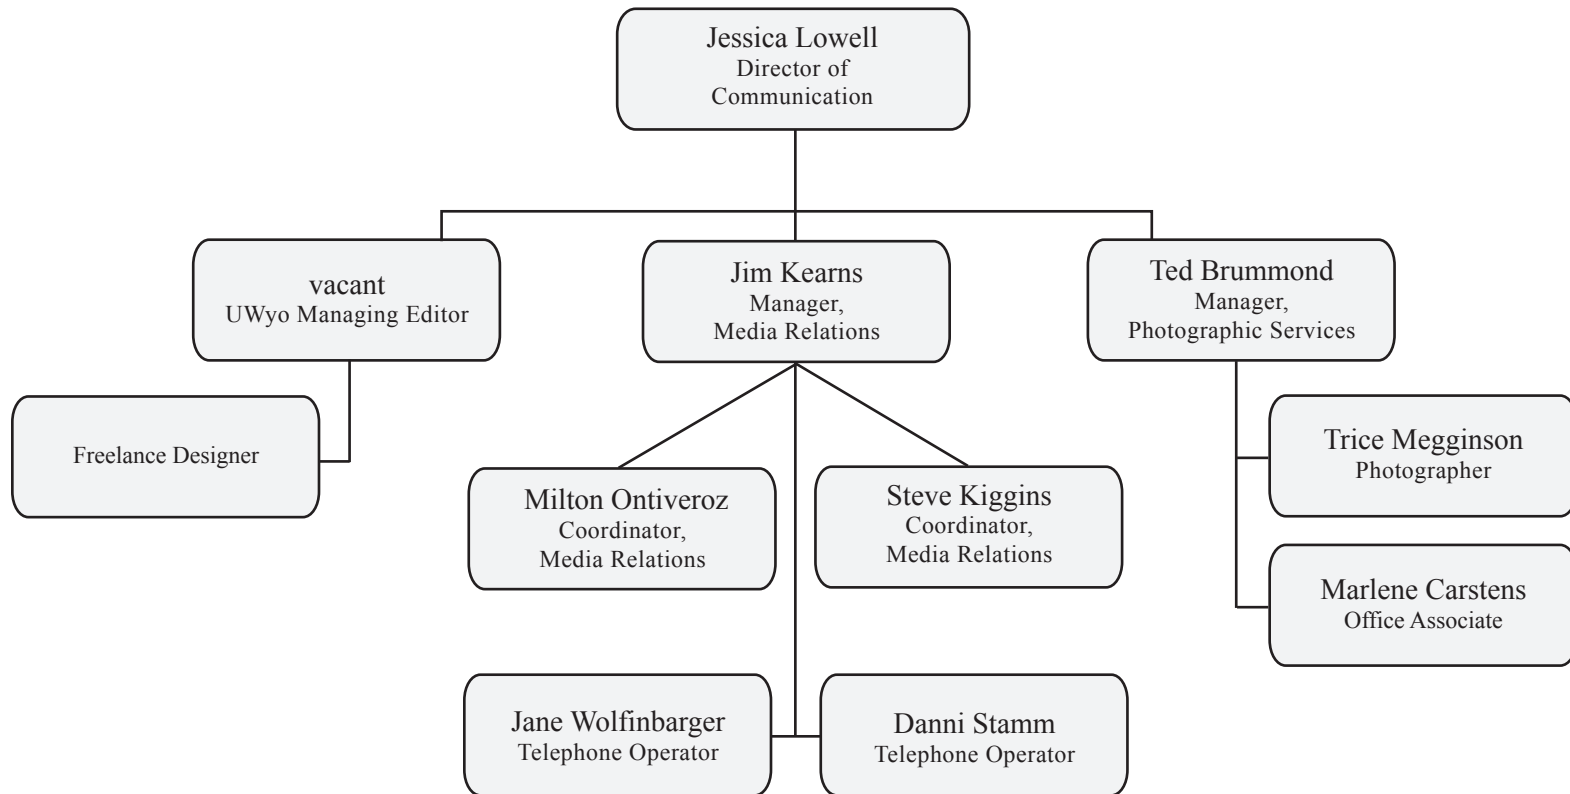 Jessica Lowell
Director of
Communication
vacant
UWyo Managing Editor
Jim Kearns
Manager,
Media Relations
Ted Brummond
Manager,
Photographic Services
Freelance Designer
Trice Megginson
Photographer
Milton Ontiveroz
Coordinator,
Media Relations
Steve Kiggins
Coordinator,
Media Relations
Marlene Carstens
Office Associate
Jane Wolfinbarger
Telephone Operator
Danni Stamm
Telephone Operator